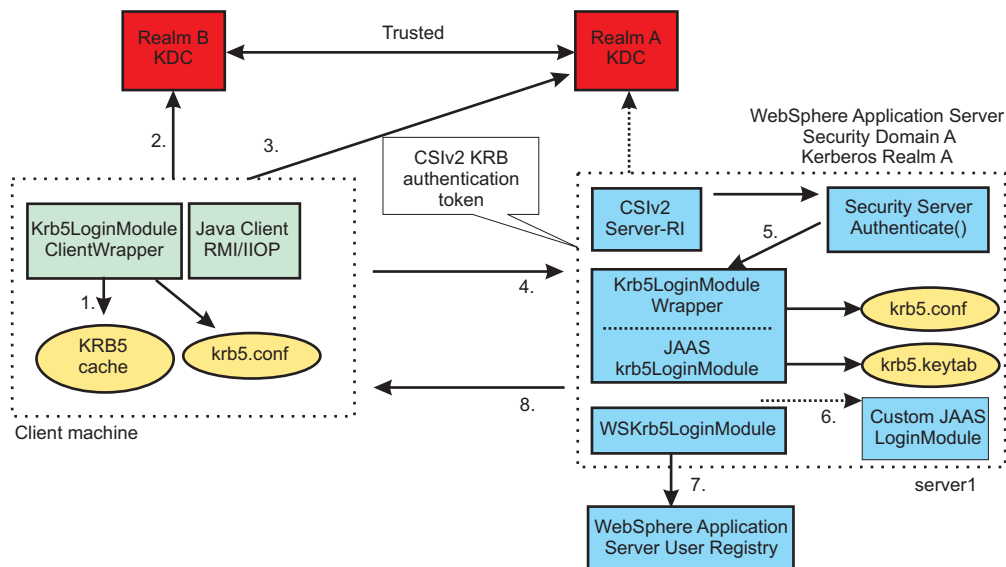 Realm B
KDC
Trusted
Realm A
KDC
2.
3.
WebSphere Application Server
Security Domain A
Kerberos Realm A
CSIv2 KRB
authentication
token
Krb5LoginModule
ClientWrapper
Java Client
RMI/IIOP
CSIv2
Server-RI
Security Server
Authenticate()
5.
1.
4.
Krb5LoginModule
Wrapper
krb5.conf
KRB5
cache
krb5.conf
JAAS
krb5LoginModule
krb5.keytab
8.
6.
Client machine
WSKrb5LoginModule
Custom JAAS
LoginModule
7.
server1
WebSphere Application
Server User Registry